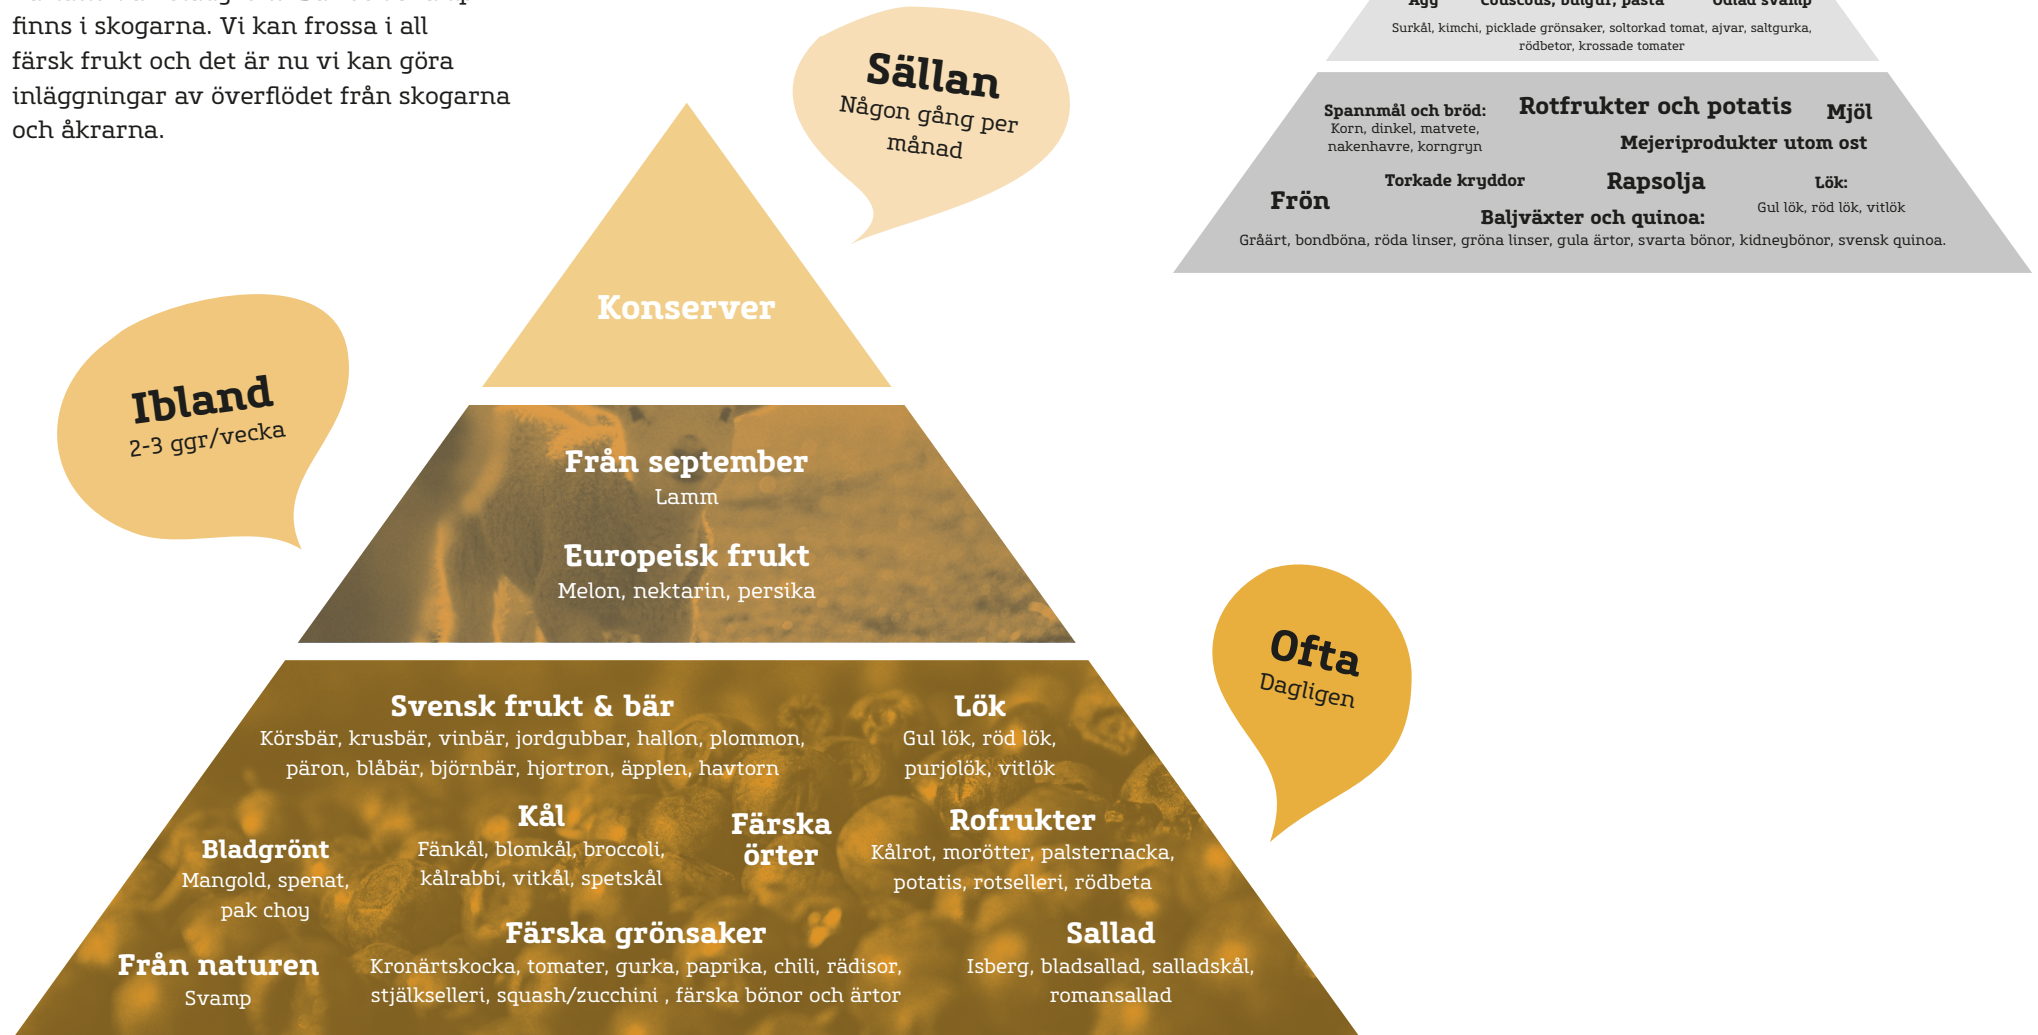 finns i skogarna. Vi kan frossa i all
färsk frukt och det är nu vi kan göra
inläggningar av överflödet från skogarna
och åkrarna.
Sällan
Någon gång per
månad
Konserver
Ibland
2-3 ggr/vecka
Från september
Lamm
Europeisk frukt
Melon, nektarin, persika
Ofta
Dagligen
Svensk frukt & bär
Körsbär, krusbär, vinbär, jordgubbar, hallon, plommon,
päron, blåbär, björnbär, hjortron, äpplen, havtorn
Lök
Gul lök, röd lök,
purjolök, vitlök
Bladgrönt
Mangold, spenat,
pak choy
Kål
Fänkål, blomkål, broccoli,
kålrabbi, vitkål, spetskål
Färska
örter
Rofrukter
Kålrot, morötter, palsternacka,
potatis, rotselleri, rödbeta
Från naturen
Svamp
Färska grönsaker
Kronärtskocka, tomater, gurka, paprika, chili, rädisor,
stjälkselleri, squash/zucchini , färska bönor och ärtor
Sallad
Isberg, bladsallad, salladskål,
romansallad
Ägg
Couscous, bulgur, pasta
Odlad svamp
Surkål, kimchi, picklade grönsaker, soltorkad tomat, ajvar, saltgurka,
rödbetor, krossade tomater
Spannmål och bröd:
Korn, dinkel, matvete,
nakenhavre, korngryn
Rotfrukter och potatis
Mjöl
Mejeriprodukter utom ost
Frön
Torkade kryddor
Rapsolja
Lök:
Gul lök, röd lök, vitlök
Baljväxter och quinoa:
Gråärt, bondböna, röda linser, gröna linser, gula ärtor, svarta bönor, kidneybönor, svensk quinoa.